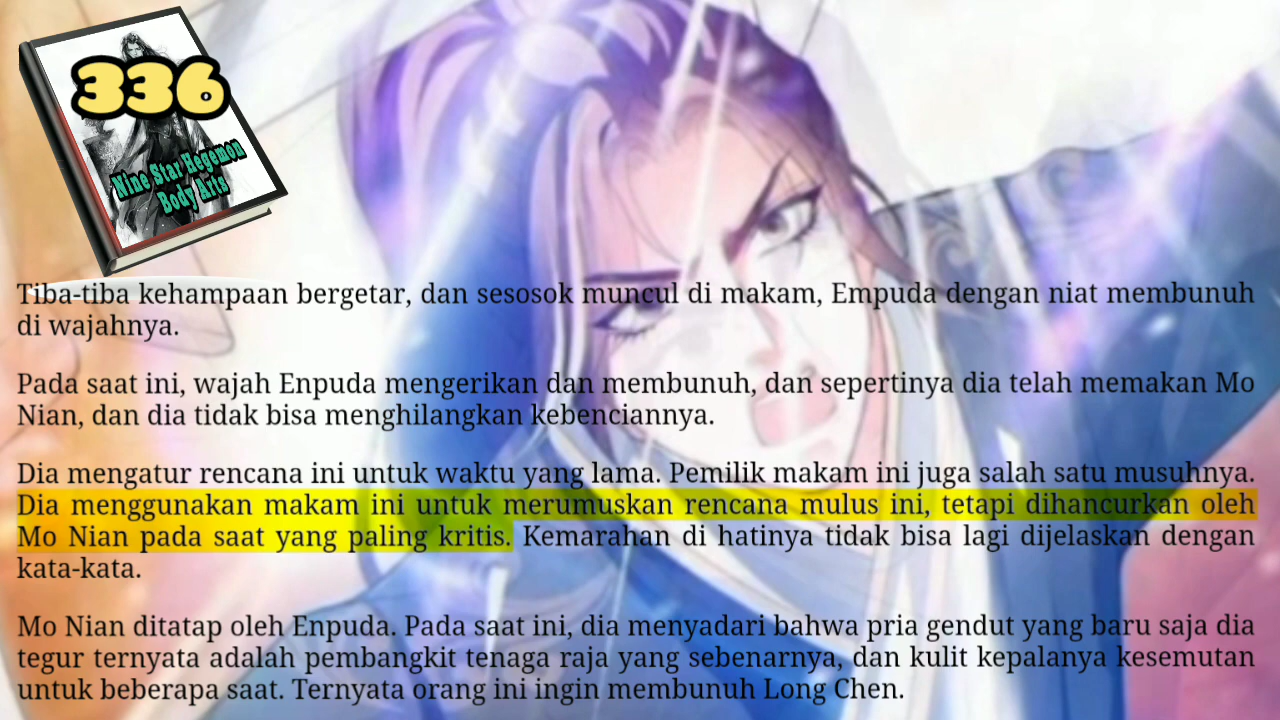 336
Nine Star Hegemon
Body Arts
Tiba-tiba kehampaan bergetar, dan sesosok muncul di makam, Empuda dengan niat membunuh
di wajahnya.
Pada saat ini, wajah Enpuda mengerikan dan membunuh, dan sepertinya dia telah memakan Mo
Nian, dan dia tidak bisa menghilangkan kebenciannya.
Dia mengatur rencana ini untuk waktu yang lama. Pemilik makam ini juga salah satu musuhnya.
Dia menggunakan makam ini untuk merumuskan rencana mulus ini, tetapi dihancurkan oleh
Mo Nian pada saat yang paling kritis. Kemarahan di hatinya tidak bisa lagi dijelaskan dengan
kata-kata.
Mo Nian ditatap oleh Enpuda. Pada saat ini, dia menyadari bahwa pria gendut yang baru saja dia
tegur ternyata adalah pembangkit tenaga raja yang sebenarnya, dan kulit kepalanya kesemutan
untuk beberapa saat. Ternyata orang ini ingin membunuh Long Chen.